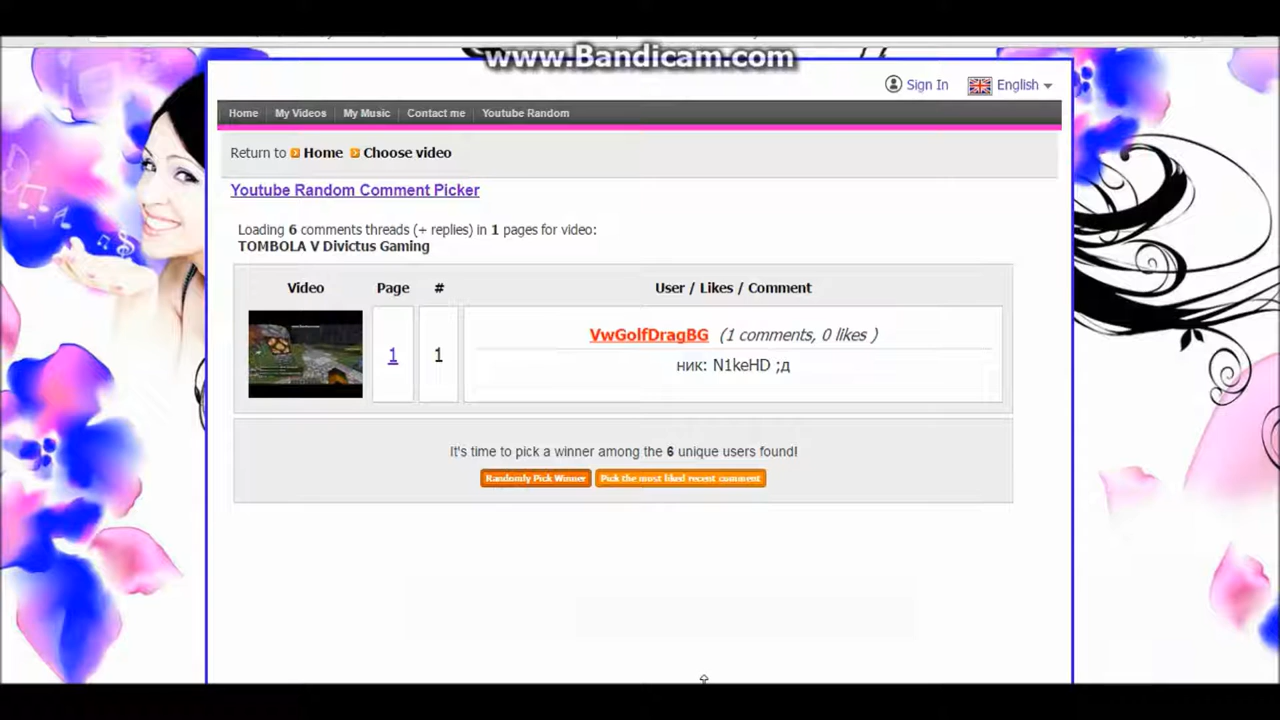 www.Bandicam.com
Sign In English
Home My Videos My Music Contact me Youtube Random
Return to Home Choose video
Youtube Random Comment Picker
Loading 6 comments threads (+ replies) in 1 pages for video:
TOMBOLA V Divictus Gaming
Video Page # User / Likes / Comment
VwGolfDragBG (1 comments, 0 likes )
1 1
ник: N1keHD ;д
It's time to pick a winner among the 6 unique users found!
Randomly Pick Winner Pick the most liked recent comment